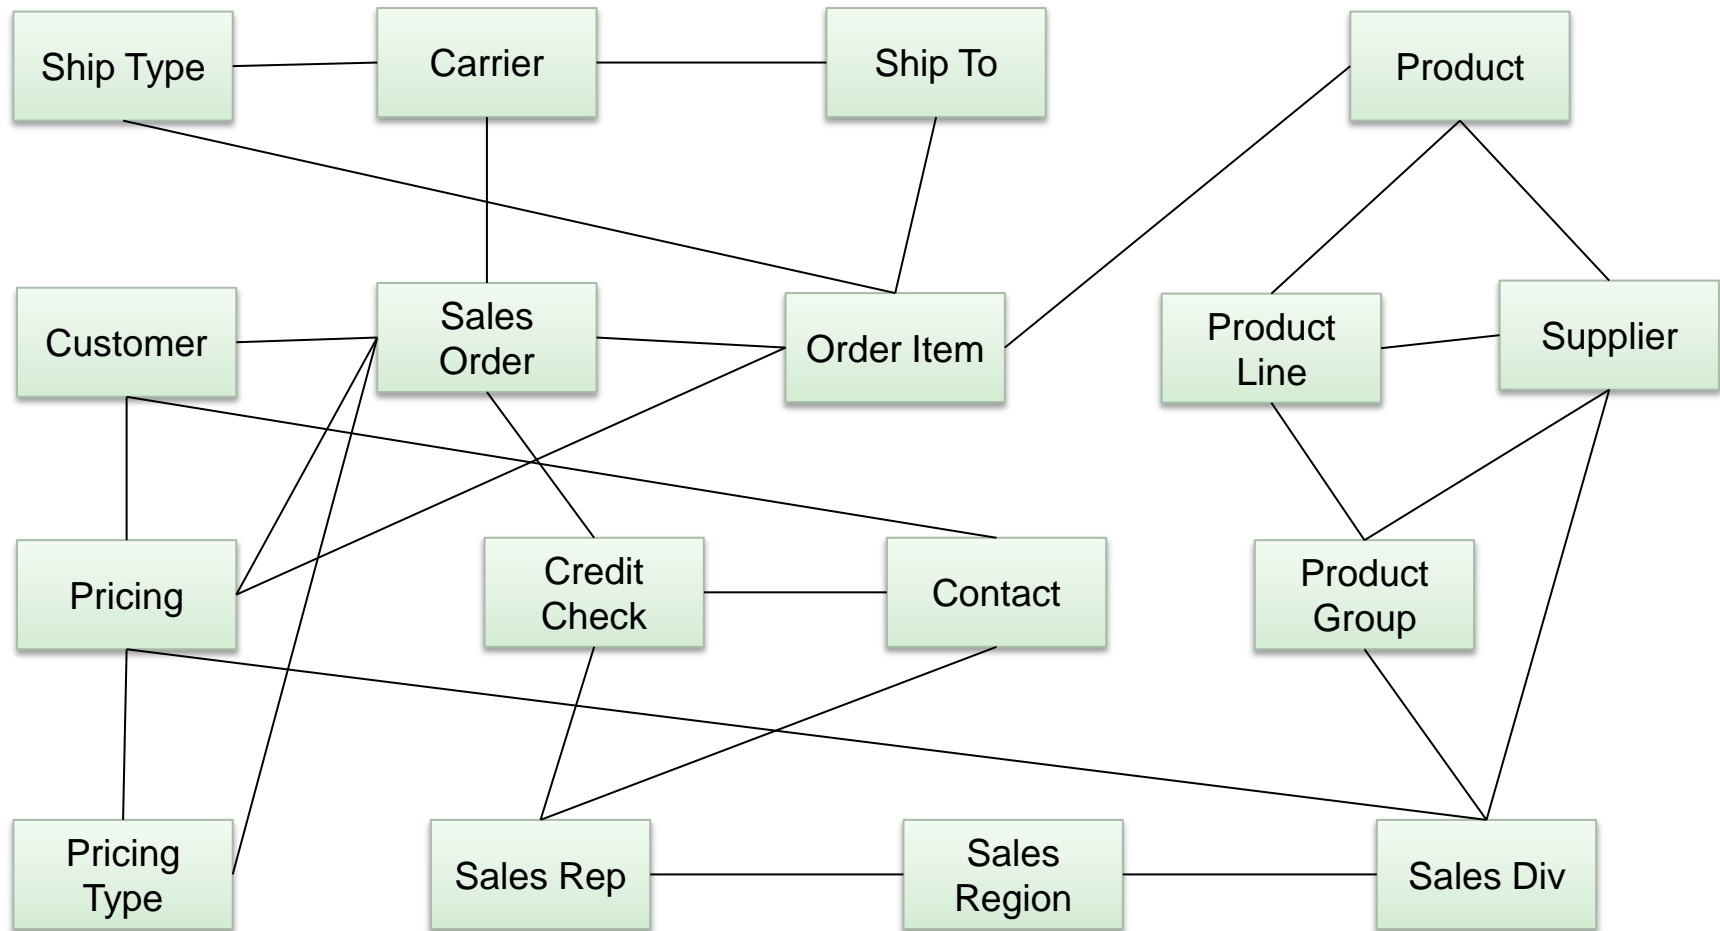 Ship Type
Carrier
Ship To
Product
Customer
Sales
Order
Order Item
Product
Line
Supplier
Pricing
Credit
Check
Contact
Product
Group
Pricing
Type
Sales Rep
Sales
Region
Sales Div